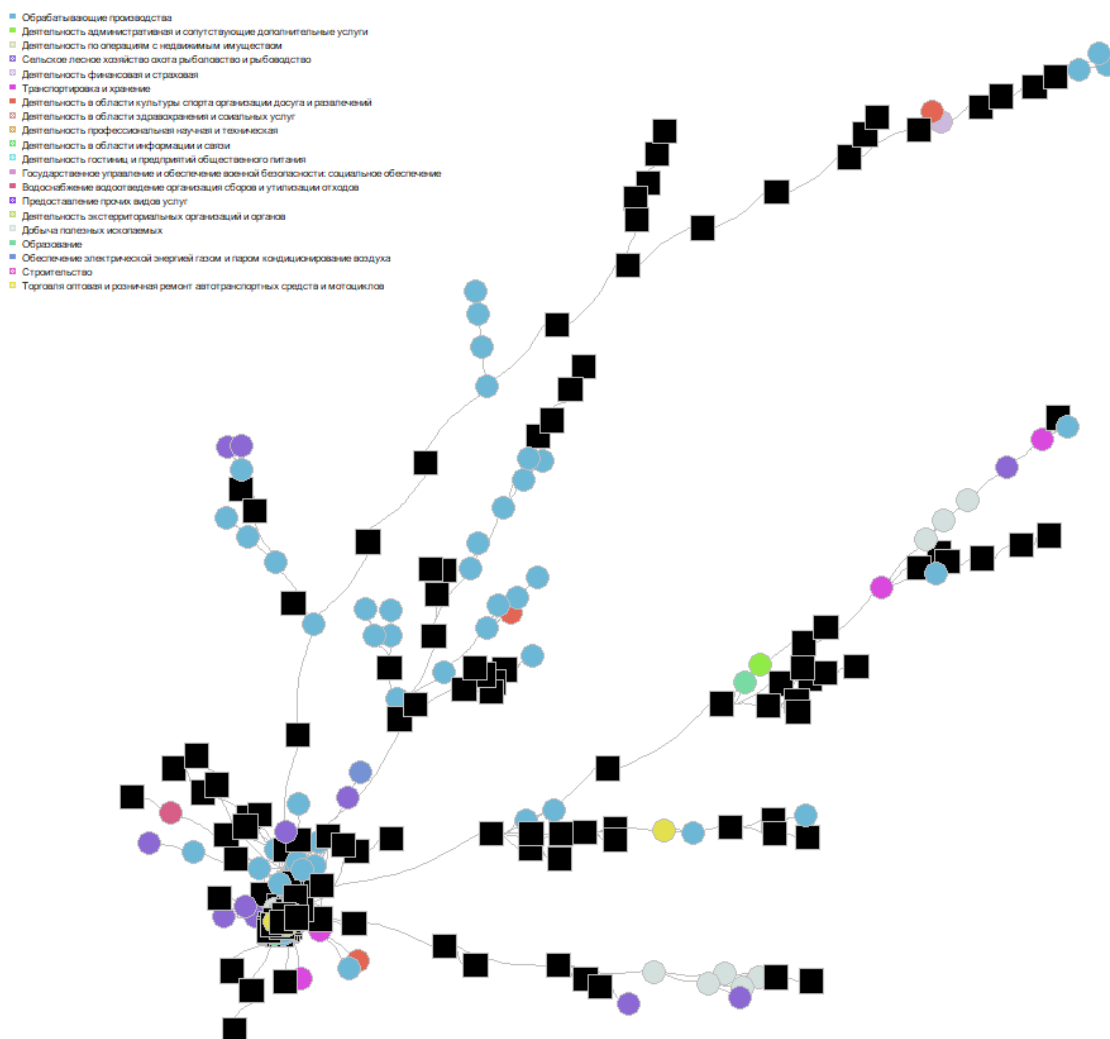 Обрабатывающие производства
Деятельность административная и сопутствующие дополнительные услуги
Деятельность по операциям с недвижимым имуществом
Сельское лесное хозяйство охота рыболовство и рыбоводство
Деятельность финансовая и страховая
Транспортировка и хранение
Деятельность в области культуры спорта организации досуга и развлечений
Деятельность в области здравохранения и соиальных услуг
Деятельность профессиональная научная и техническая
Деятельность в области информации и связи
Деятельность гостиниц и предприятий общественного питания
Государственное управление и обеспечение военной безопасности: социальное обеспечение
Водоснабжение водоотведение организация сборов и утилизации отходов
Предоставление прочих видов услуг
Деятельность экстерриториальных организаций и органов
Добыча полезных ископаемых
Образование
Обеспечение электрической энергией газом и паром кондиционирование воздуха
Строительство
Торговля оптовая и розничная ремонт автотранспортных средств и мотоциклов